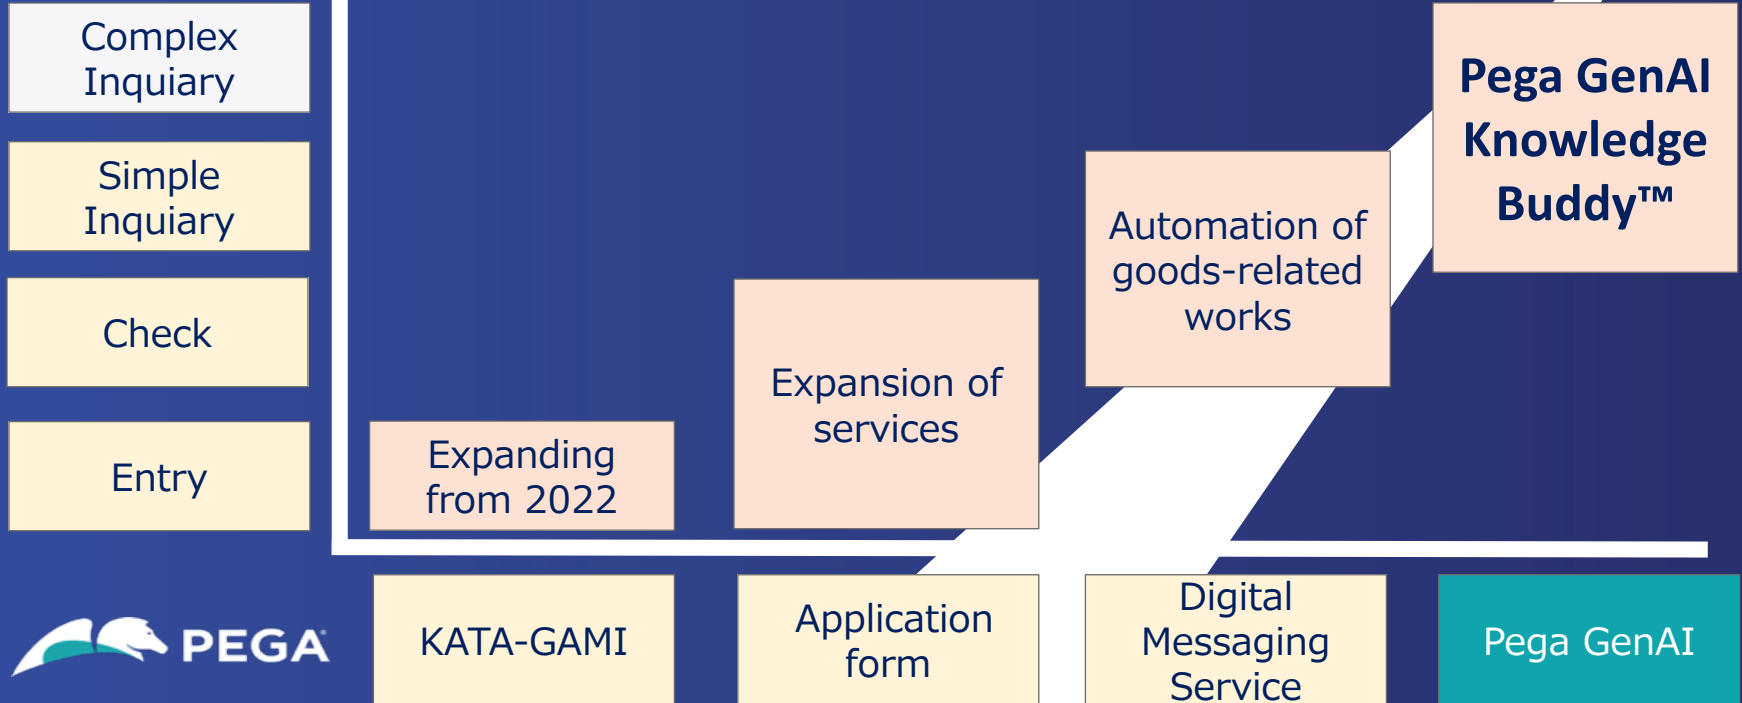 Complex
Inquiary
Simple
Inquiary
Check
Entry
Expanding
from 2022
Expansion of
services
Automation of
goods-related
works
Pega GenAI
Knowledge
Buddy™
PEGA
KATA-GAMI
Application
form
Digital
Messaging
Service
Pega GenAI